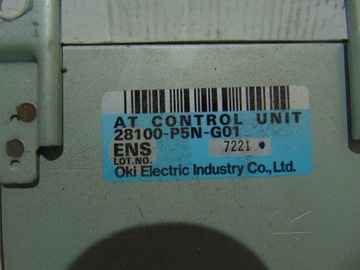 AT CONTROL UNIT
28100-P5N-G01
ENS
LOT.NO. 7221
Oki Electric Industry Co., Ltd.